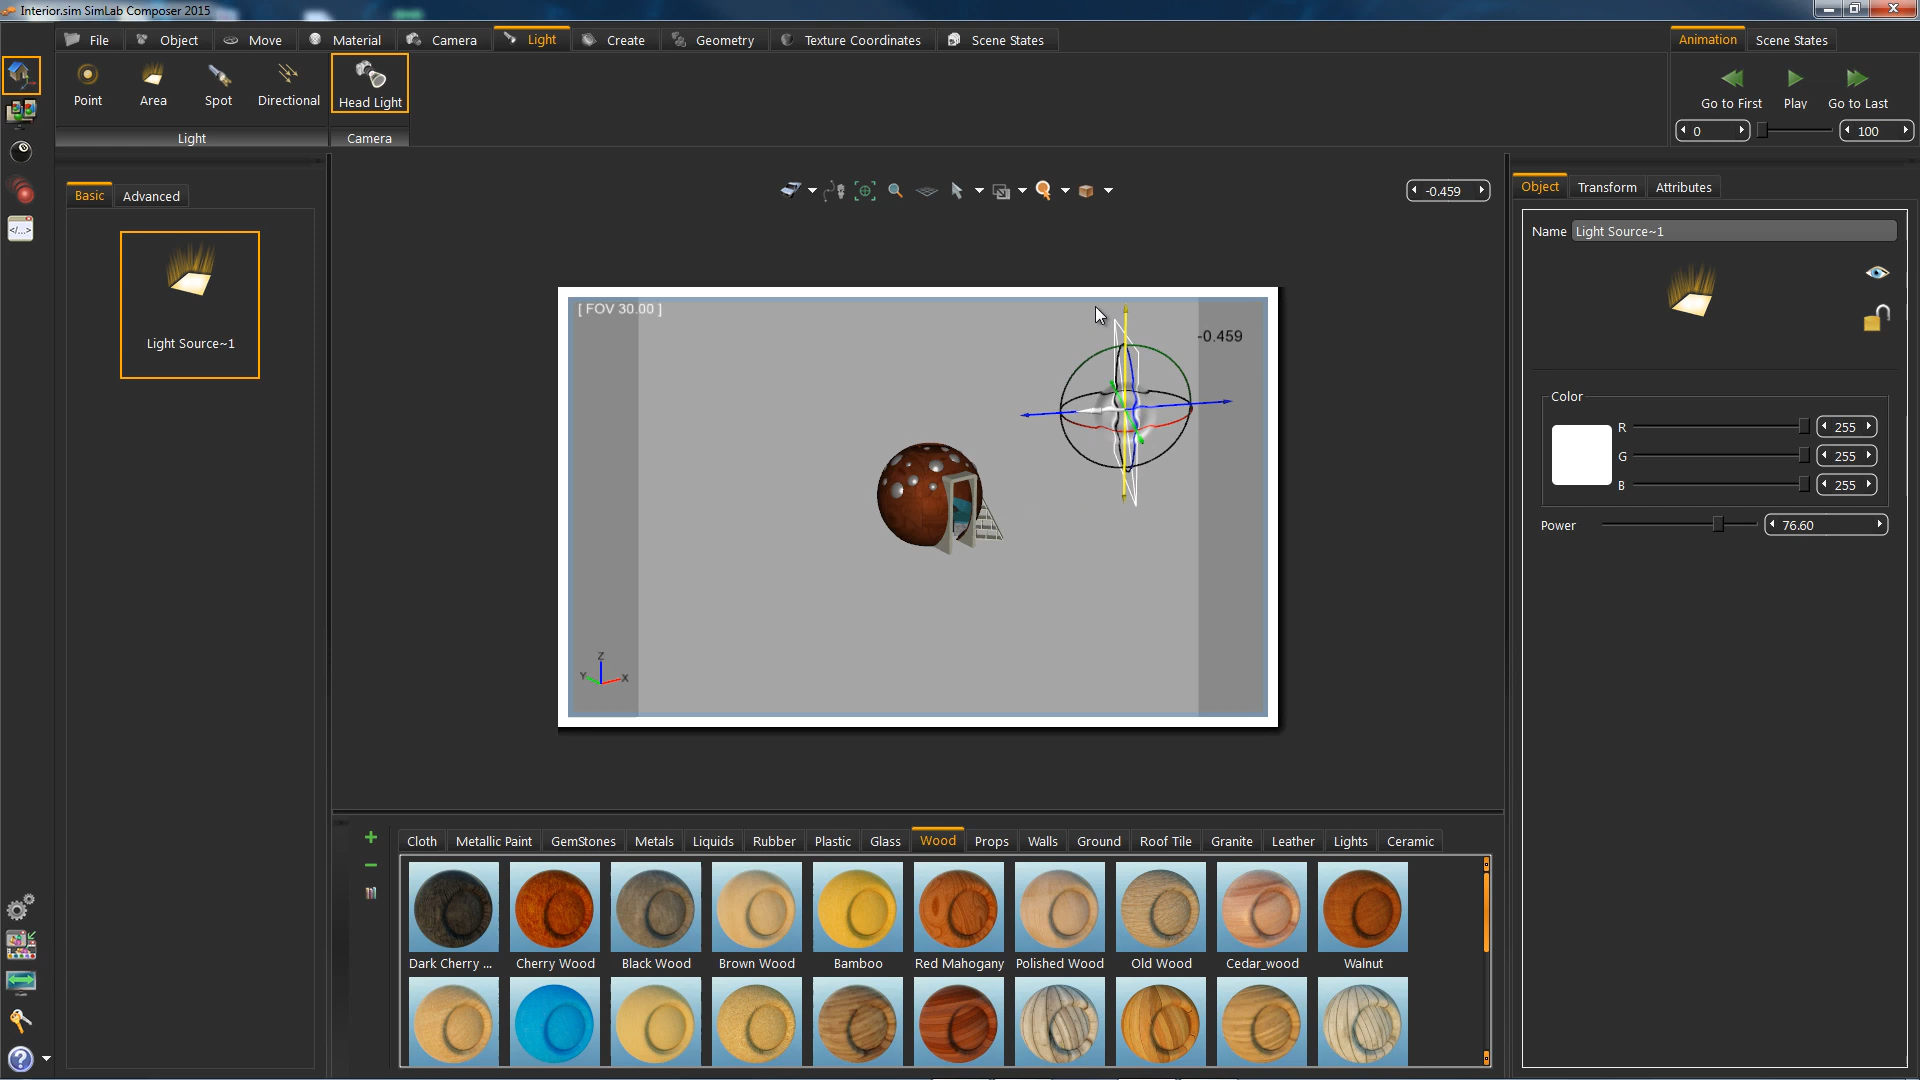 Interior.sim SimLab Composer 2015
File Object Move Material Camera Light Create Geometry Texture Coordinates Scene States
Animation Scene States
Point Area Spot Directional Head Light
Go to First Play Go to Last
Light Camera
0 100
Basic Advanced
-0.459
Object Transform Attributes
Name Light Source~1
Light Source~1
[ FOV 30.00 ]
-0.459
Color
R 255
G 255
B 255
Power 76.60
Z
Y X
Cloth Metallic Paint GemStones Metals Liquids Rubber Plastic Glass Wood Props Walls Ground Roof Tile Granite Leather Lights Ceramic
Dark Cherry ... Cherry Wood Black Wood Brown Wood Bamboo Red Mahogany Polished Wood Old Wood Cedar_wood Walnut